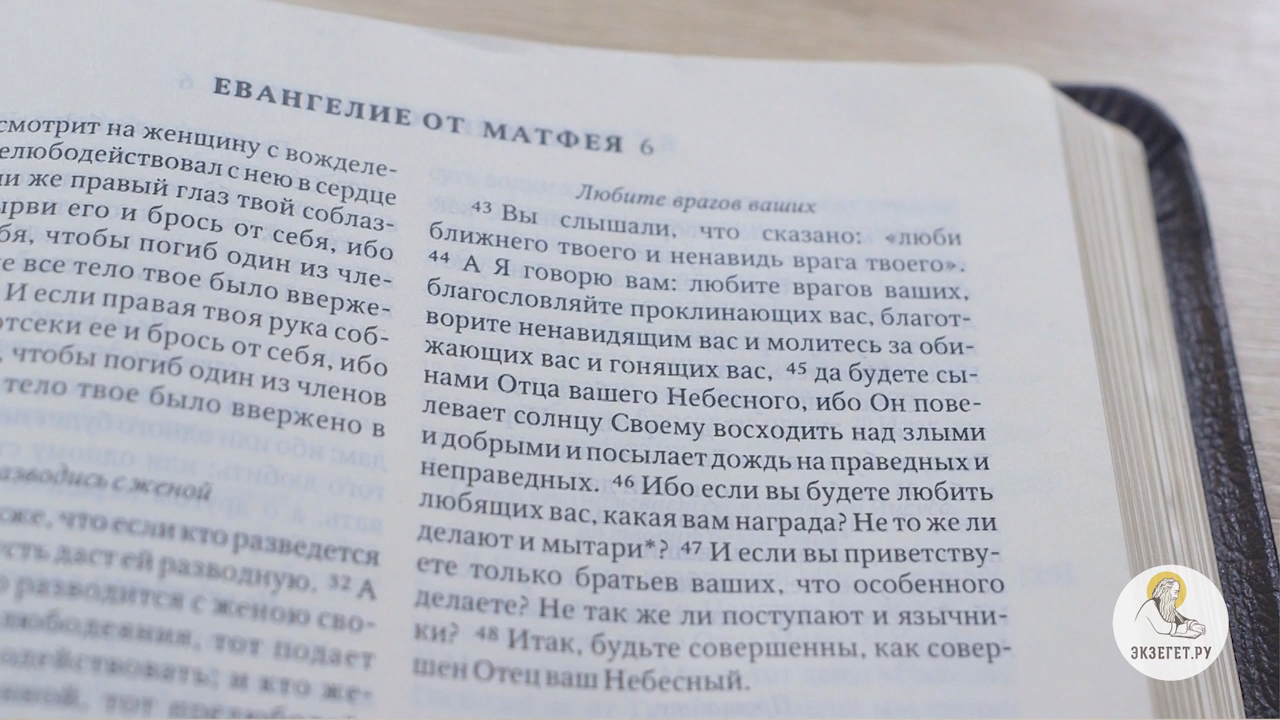 ЕВАНГЕЛИЕ ОТ МАТФЕЯ 6
смотрит на женщину с вожделе-
елюбодействовал с нею в сердце
же правый глаз твой соблаз-
ырви его и брось от себя, ибо
бя, чтобы погиб один из чле-
е все тело твое было вверже-
И если правая твоя рука соб-
отсеки ее и брось от себя, ибо
, чтобы погиб один из членов
тело твое было ввержено в
азводись с женой
же, что если кто разведется
усть даст ей разводную. 32 А
разводится с женою сво-
любодеяния, тот подает
одействовать; и кто же-
нной, тот прелюбодей-
Любите врагов ваших
43 Вы слышали, что сказано: «люби
ближнего твоего и ненавидь врага твоего».
44 А Я говорю вам: любите врагов ваших,
благословляйте проклинающих вас, благот-
ворите ненавидящим вас и молитесь за оби-
жающих вас и гонящих вас, 45 да будете сы-
нами Отца вашего Небесного, ибо Он пове-
левает солнцу Своему восходить над злыми
и добрыми и посылает дождь на праведных и
неправедных. 46 Ибо если вы будете любить
любящих вас, какая вам награда? Не то же ли
делают и мытари*? 47 И если вы приветству-
ете только братьев ваших, что особенного
делаете? Не так же ли поступают и язычни-
ки? 48 Итак, будьте совершенны, как совер-
шен Отец ваш Небесный.
ЭКЗЕГЕТ.РУ